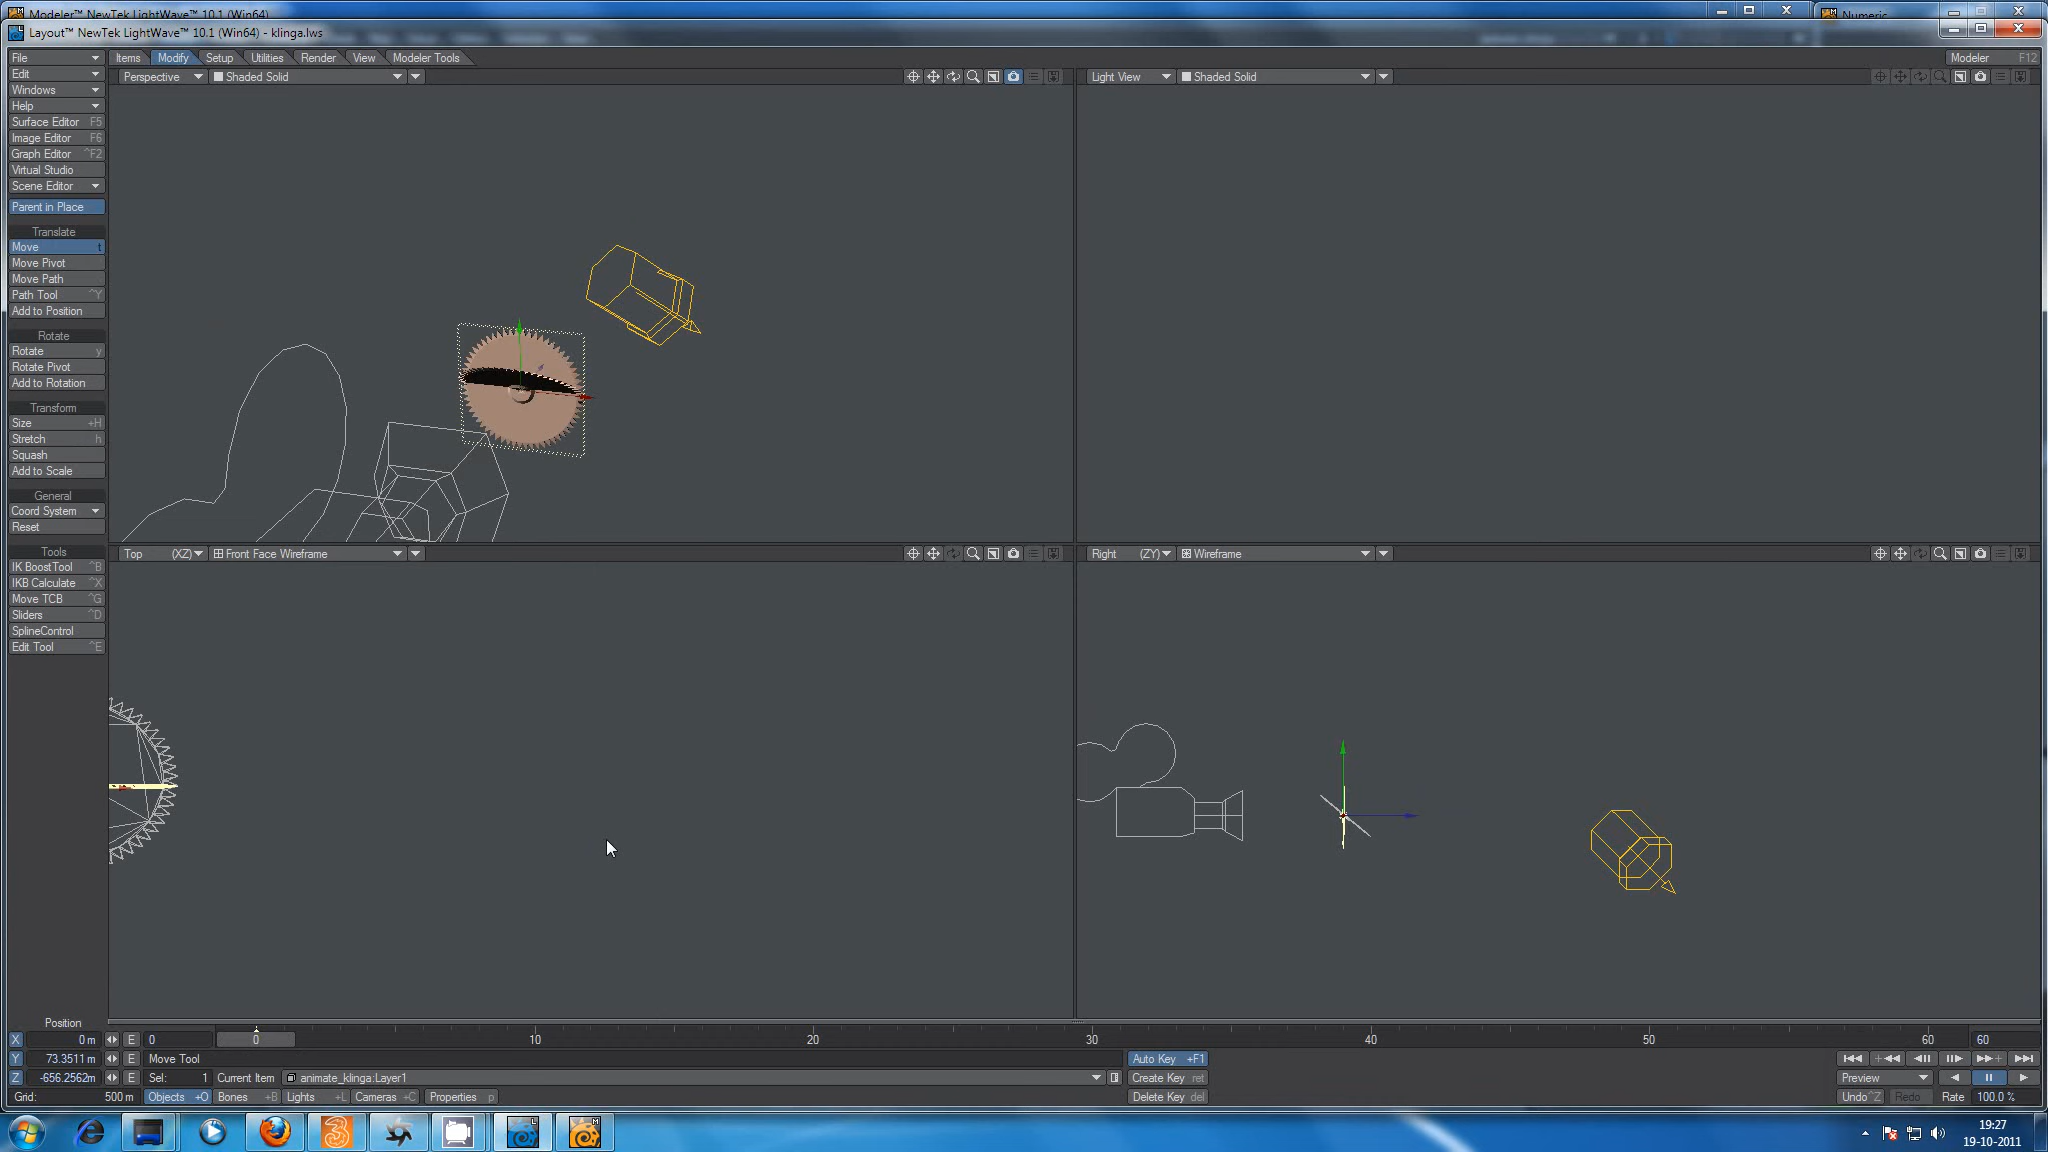 Modeler™ NewTek LightWave™ 10.1 (Win64)
Numeric
Layout™ NewTek LightWave™ 10.1 (Win64) - klinga.lws
File
Items Modify Setup Utilities Render View Modeler Tools
Modeler F12
Edit
Perspective Shaded Solid
Light View Shaded Solid
Windows
Help
Surface Editor F5
Image Editor F6
Graph Editor ^F2
Virtual Studio
Scene Editor
Parent in Place
Translate
Move t
Move Pivot
Move Path
Path Tool ^Y
Add to Position
Rotate
Rotate y
Rotate Pivot
Add to Rotation
Transform
Size +H
Stretch h
Squash
Add to Scale
General
Coord System
Reset
Tools
Top (XZ) Front Face Wireframe
Right (ZY) Wireframe
IK BoostTool ^B
IKB Calculate ^X
Move TCB ^G
Sliders ^D
SplineControl
Edit Tool ^E
Position
X 0 m E 0 0 10 20 30 40 50 60 60
Y 73.3511 m E Move Tool Auto Key +F1
Z -656.2562m E Sel: 1 Current Item animate_klinga:Layer1 Create Key ret Preview
Grid: 500 m Objects +O Bones +B Lights +L Cameras +C Properties p Delete Key del Undo ^Z Redo Rate 100.0 %
19:27
19-10-2011